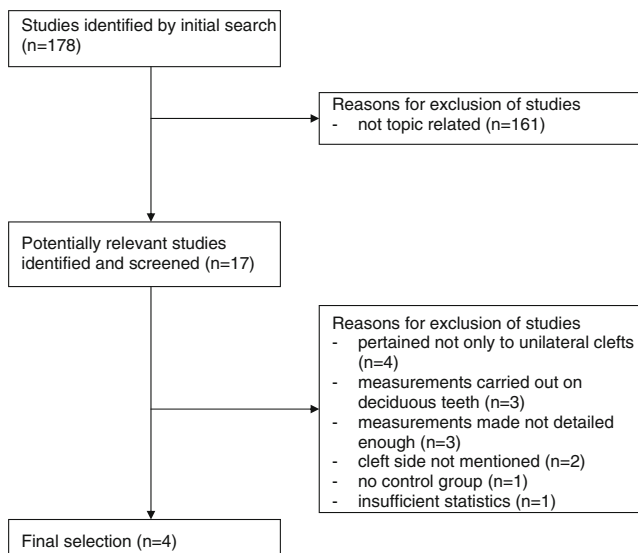 Studies identified by initial search
(n=178)
Reasons for exclusion of studies
- not topic related (n=161)
Potentially relevant studies
identified and screened (n=17)
Reasons for exclusion of studies
- pertained not only to unilateral clefts
(n=4)
- measurements carried out on
deciduous teeth (n=3)
- measurements made not detailed
enough (n=3)
- cleft side not mentioned (n=2)
- no control group (n=1)
- insufficient statistics (n=1)
Final selection (n=4)